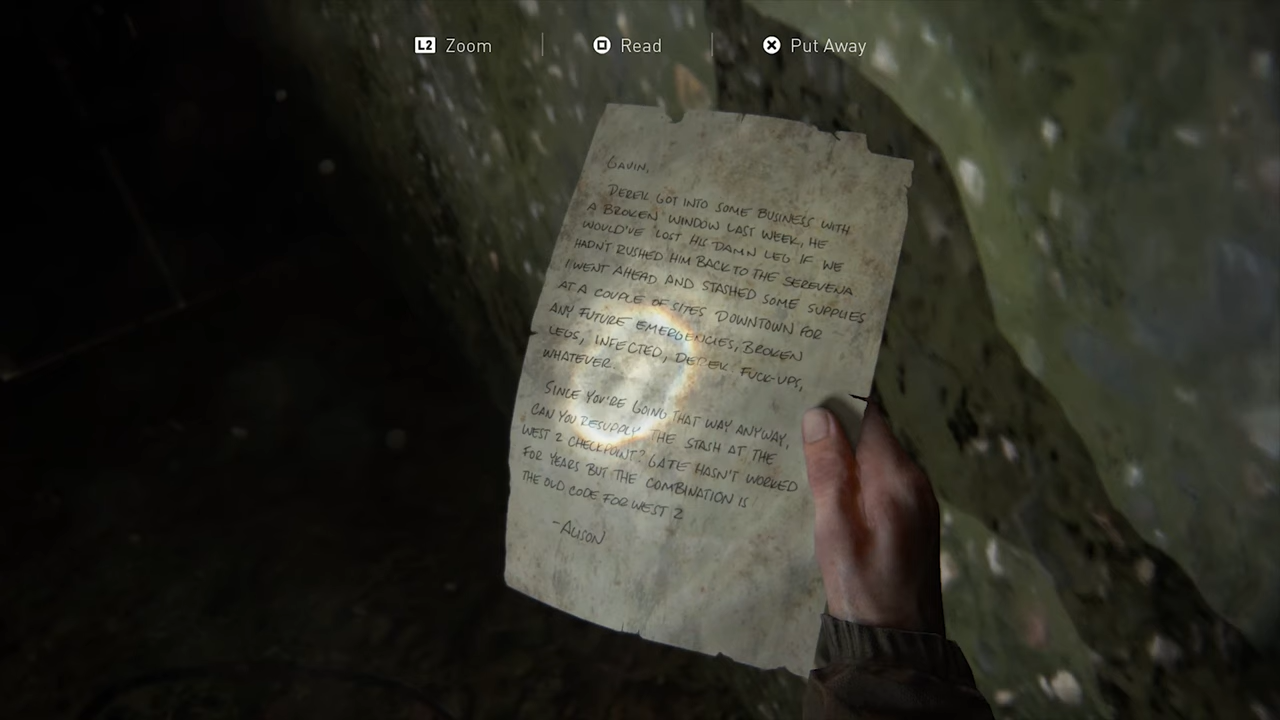 L2 Zoom
Read
Put Away
GAVIN,
DEREK GOT INTO SOME BUSINESS WITH
A BROKEN WINDOW LAST WEEK, HE
WOULD'VE LOST HIS DAMN LEG IF WE
HADN'T RUSHED HIM BACK TO THE SEREVENA
I WENT AHEAD AND STASHED SOME SUPPLIES
AT A COUPLE OF SITES DOWNTOWN FOR
ANY FUTURE EMERGENCIES, BROKEN
LEGS, INFECTED, DEREK FUCK-UPS,
WHATEVER.
SINCE YOU'RE GOING THAT WAY ANYWAY,
CAN YOU RESUPPLY THE STASH AT THE
WEST 2 CHECKPOINT? GATE HASN'T WORKED
FOR YEARS BUT THE COMBINATION IS
THE OLD CODE FOR WEST 2
-ALISON